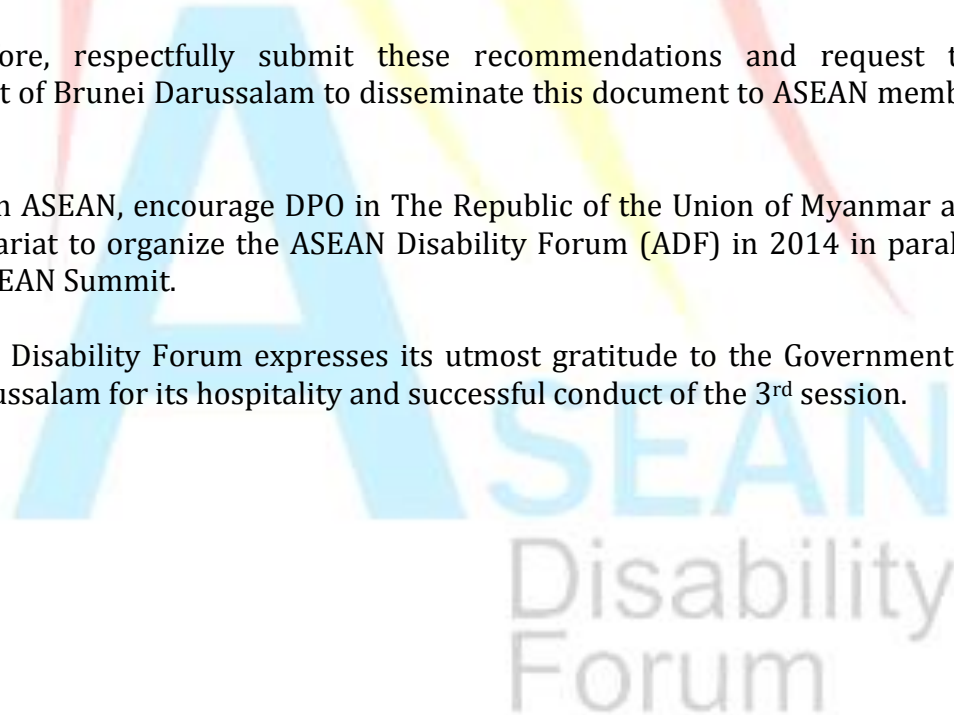 ore, respectfully submit these recommendations and request t
t of Brunei Darussalam to disseminate this document to ASEAN memb
n ASEAN, encourage DPO in The Republic of the Union of Myanmar a
ariat to organize the ASEAN Disability Forum (ADF) in 2014 in paral
EAN Summit.
Disability Forum expresses its utmost gratitude to the Government
ussalam for its hospitality and successful conduct of the 3rd session.
ASEAN
Disability
Forum